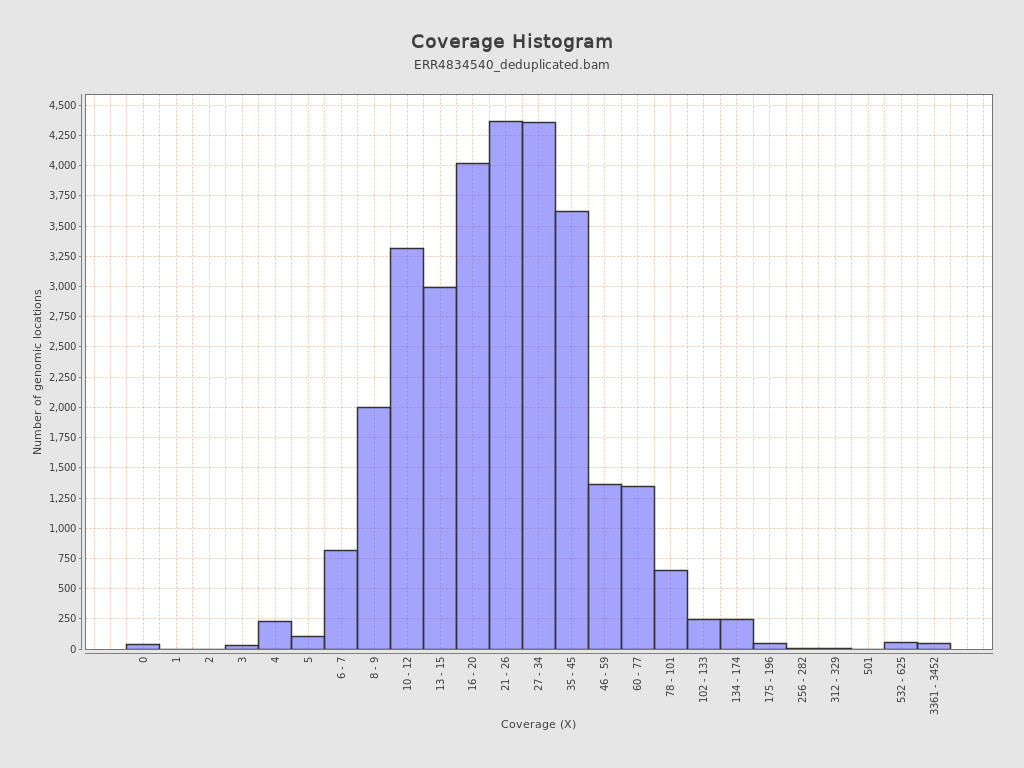 Coverage Histogram
ERR4834540_deduplicated.bam
Number of genomic locations
4,500
4,250
4,000
3,750
3,500
3,250
3,000
2,750
2,500
2,250
2,000
1,750
1,500
1,250
1,000
750
500
250
0
0
1
2
3
4
5
6 - 7
8 - 9
10 - 12
13 - 15
16 - 20
21 - 26
27 - 34
35 - 45
46 - 59
60 - 77
78 - 101
102 - 133
134 - 174
175 - 196
256 - 282
312 - 329
501
532 - 625
3361 - 3452
Coverage (X)